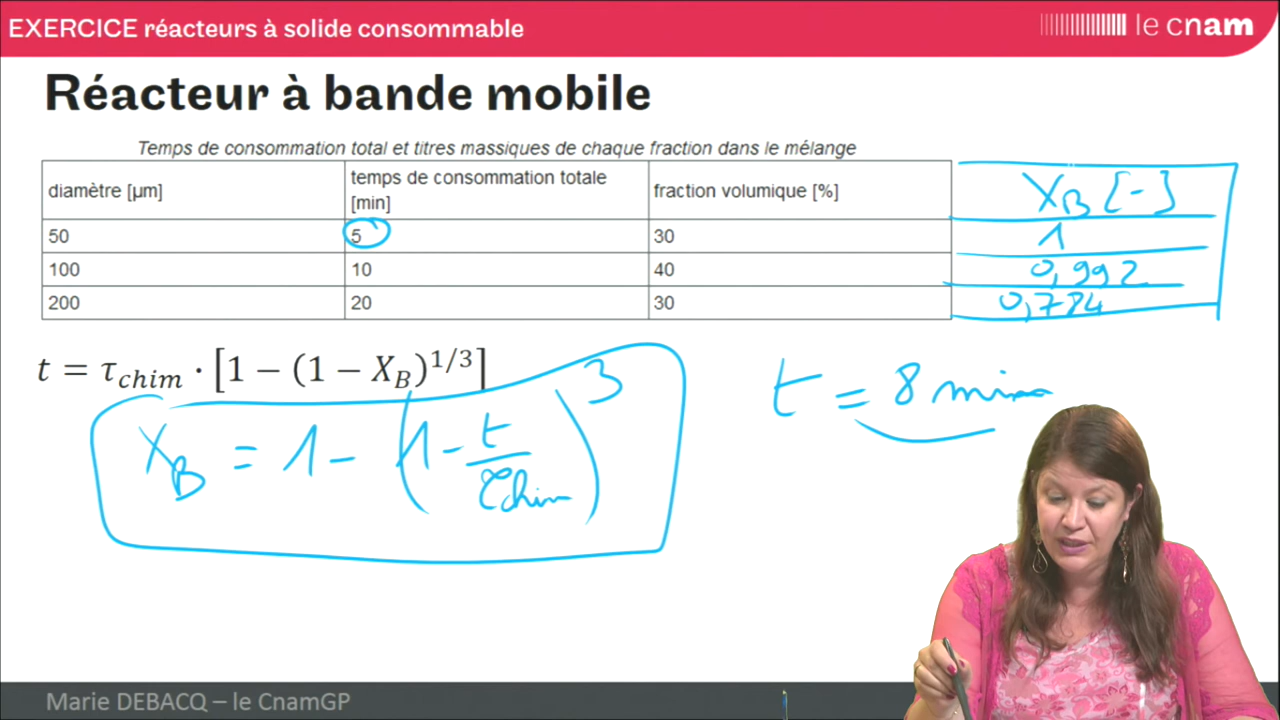 EXERCICE réacteurs à solide consommable
le cnam
Réacteur à bande mobile
Temps de consommation total et titres massiques de chaque fraction dans le mélange
diamètre [µm] temps de consommation totale [min] fraction volumique [%] X_B [-]
50 5 30 1
100 10 40 0,992
200 20 30 0,784
t = τ_chim · [1 − (1 − X_B)^1/3]
t = 8 min
X_B = 1 - (1 - t/τ_chim)^3
Marie DEBACQ – le CnamGP